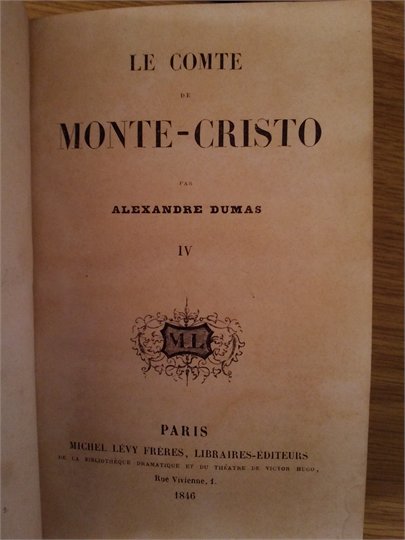 LE COMTE
DE
MONTE-CRISTO
PAR
ALEXANDRE DUMAS
IV
ML
PARIS
MICHEL LÉVY FRÈRES, LIBRAIRES-ÉDITEURS
DE LA BIBLIOTHÈQUE DRAMATIQUE ET DU THÉATRE DE VICTOR HUGO,
Rue Vivienne, 1.
1846